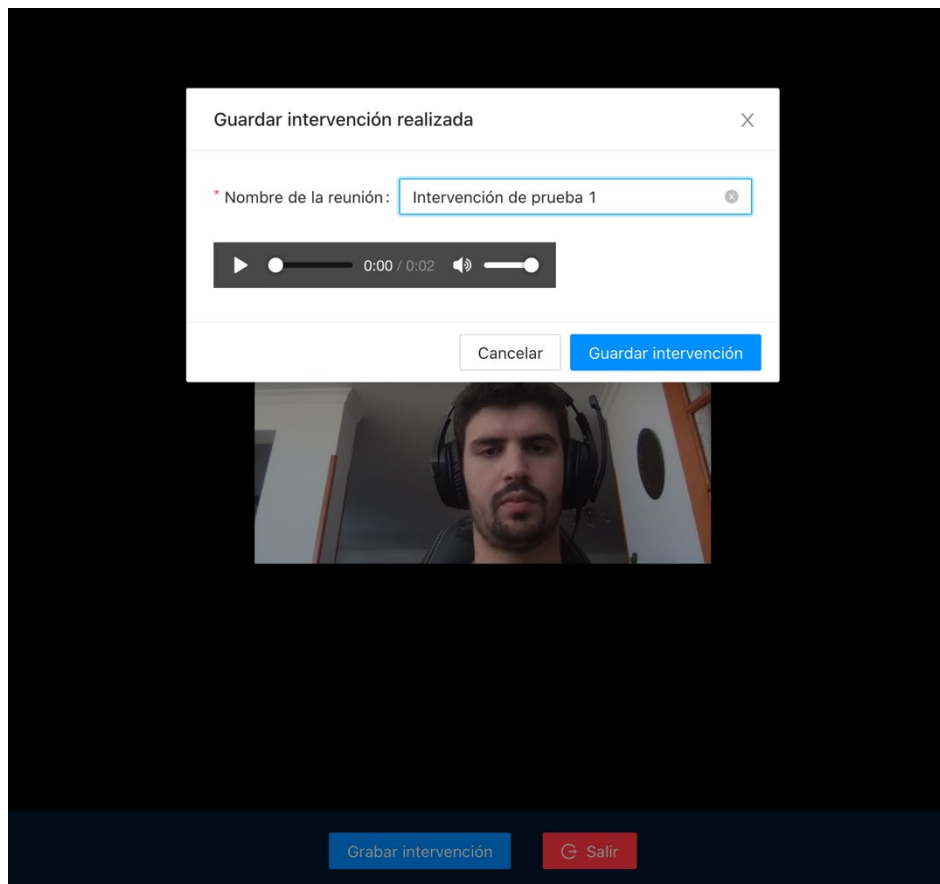 Guardar intervención realizada
* Nombre de la reunión: Intervención de prueba 1
0:00 / 0:02
Cancelar Guardar intervención
Grabar intervención Salir